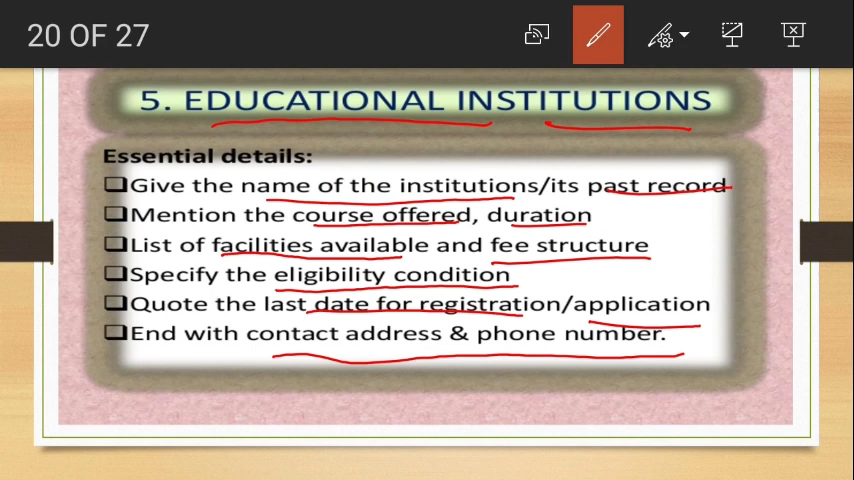 20 OF 27
5. EDUCATIONAL INSTITUTIONS
Essential details:
❑Give the name of the institutions/its past record
❑Mention the course offered, duration
❑List of facilities available and fee structure
❑Specify the eligibility condition
❑Quote the last date for registration/application
❑End with contact address & phone number.